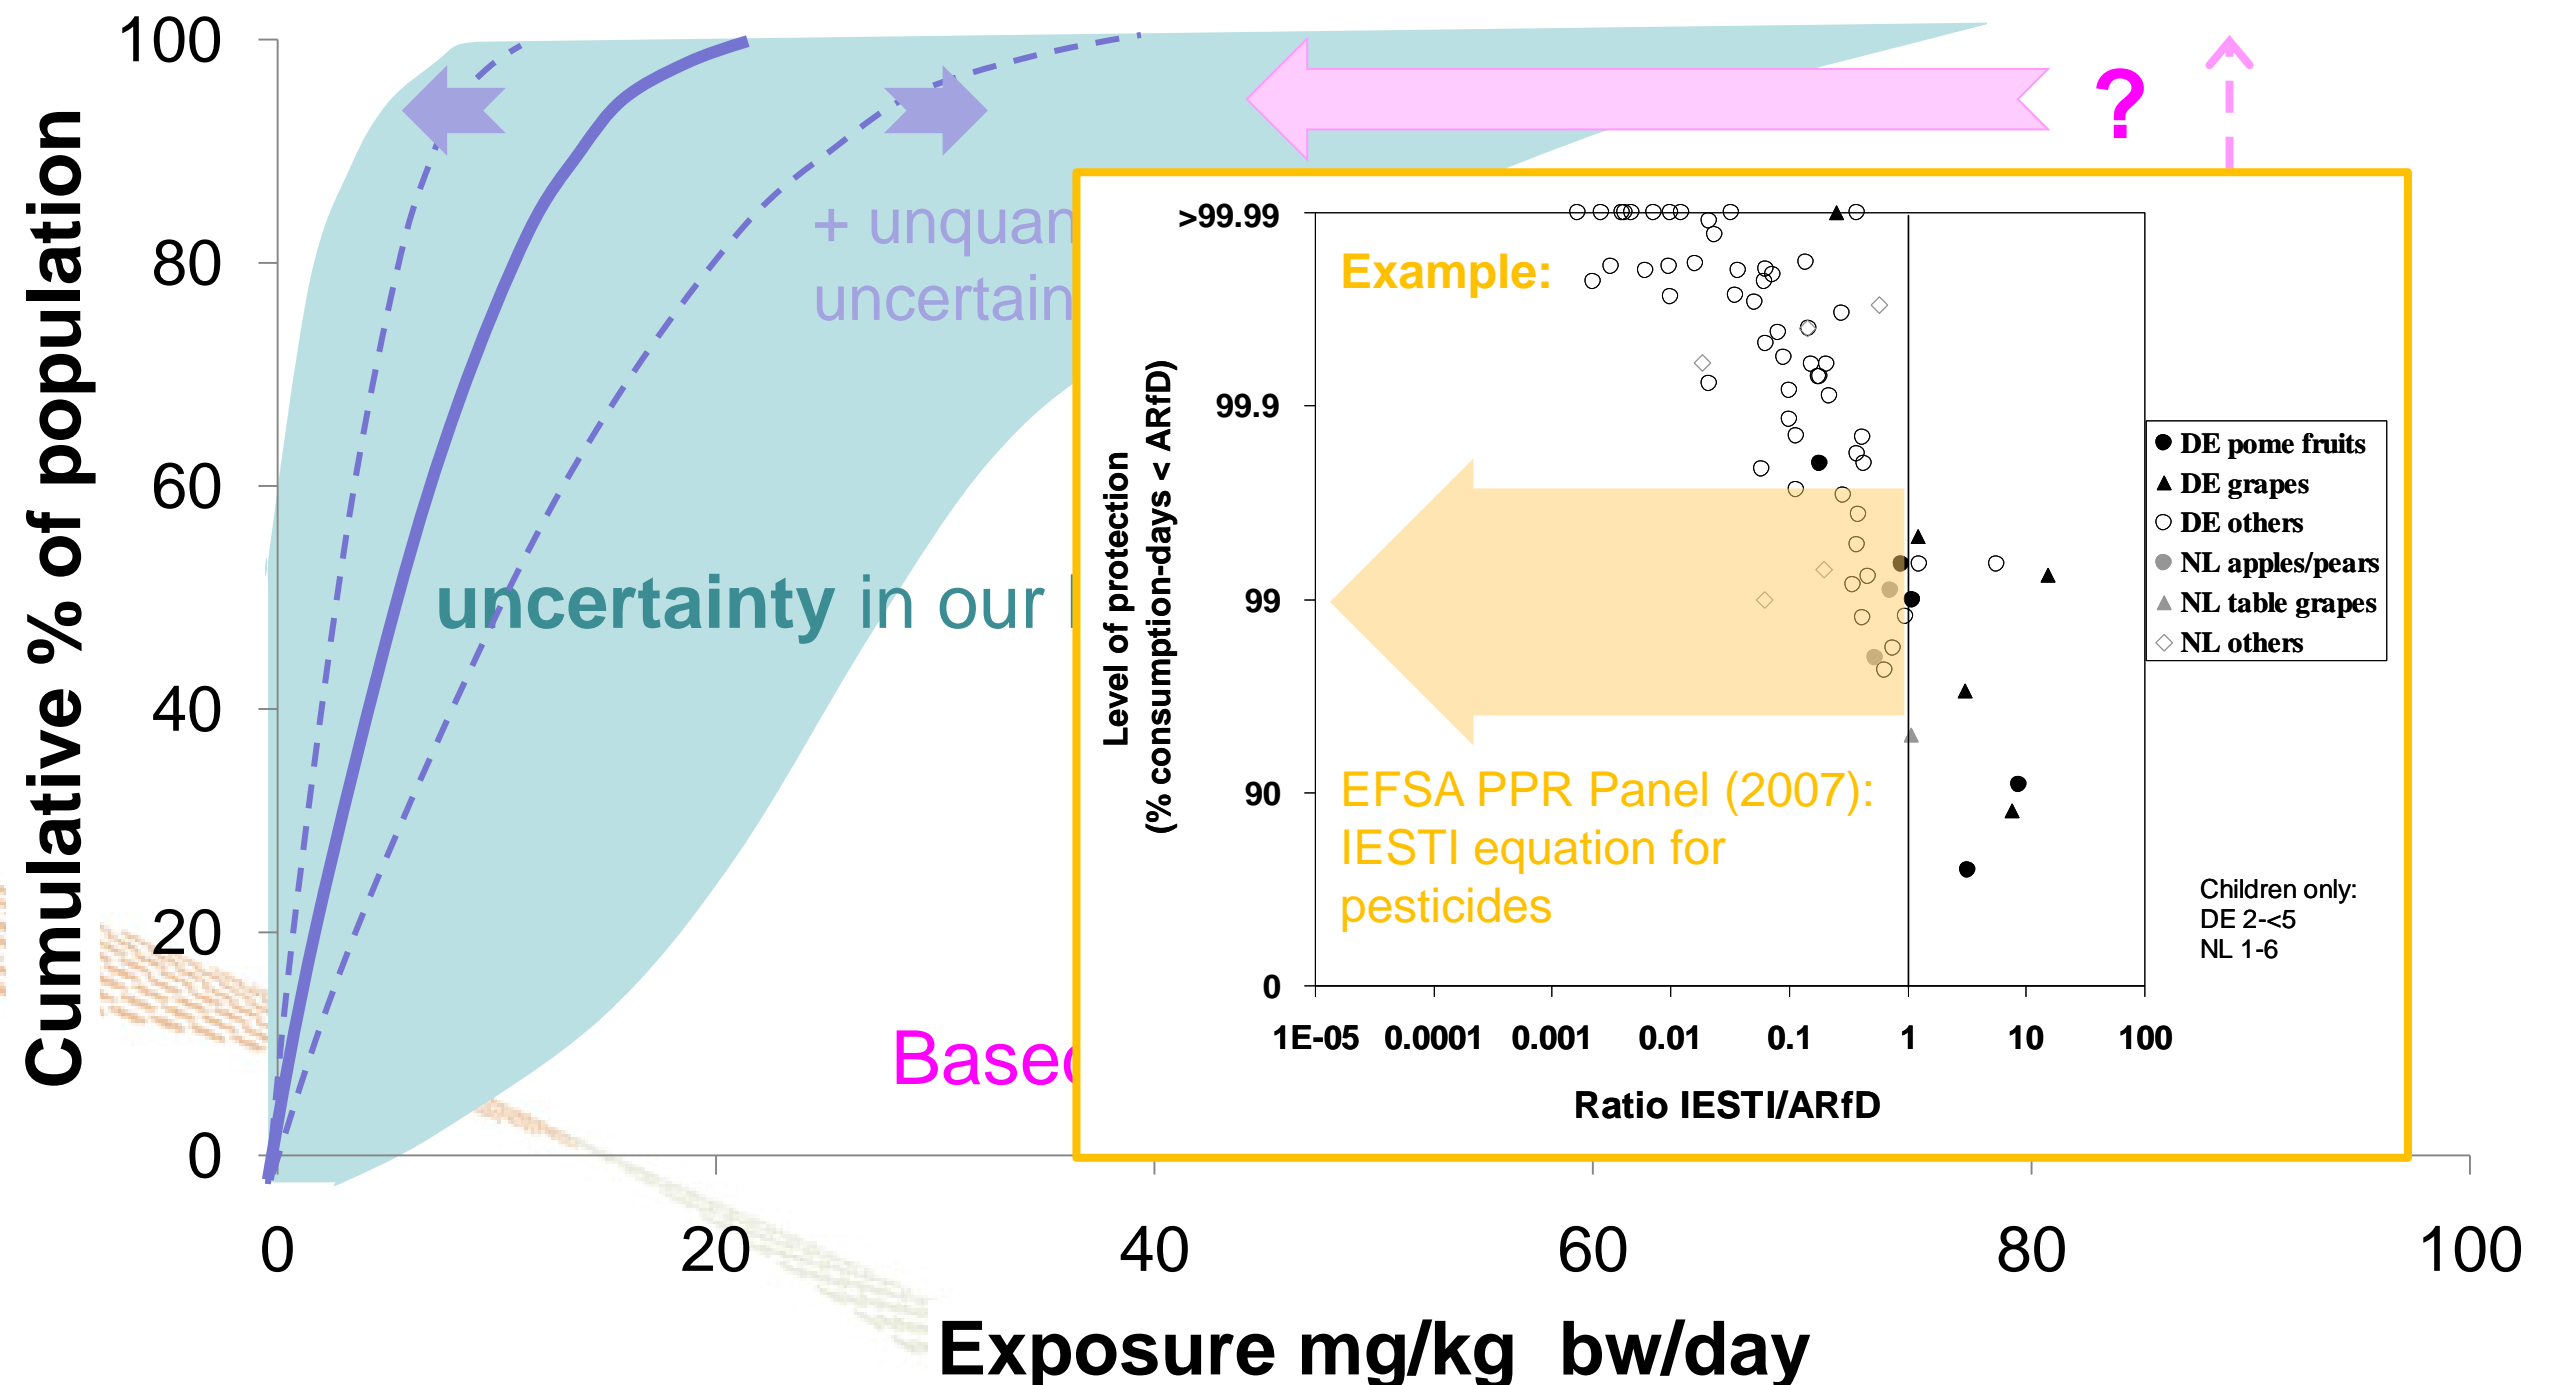 Cumulative % of population
100
80
60
40
20
0
0
20
40
60
80
100
Exposure mg/kg bw/day
?
+ unquan
uncertain
uncertainty in our
Based
Example:
EFSA PPR Panel (2007):
IESTI equation for
pesticides
Level of protection
(% consumption-days < ARfD)
>99.99
99.9
99
90
0
1E-05
0.0001
0.001
0.01
0.1
1
10
100
Ratio IESTI/ARfD
DE pome fruits
DE grapes
DE others
NL apples/pears
NL table grapes
NL others
Children only:
DE 2-<5
NL 1-6